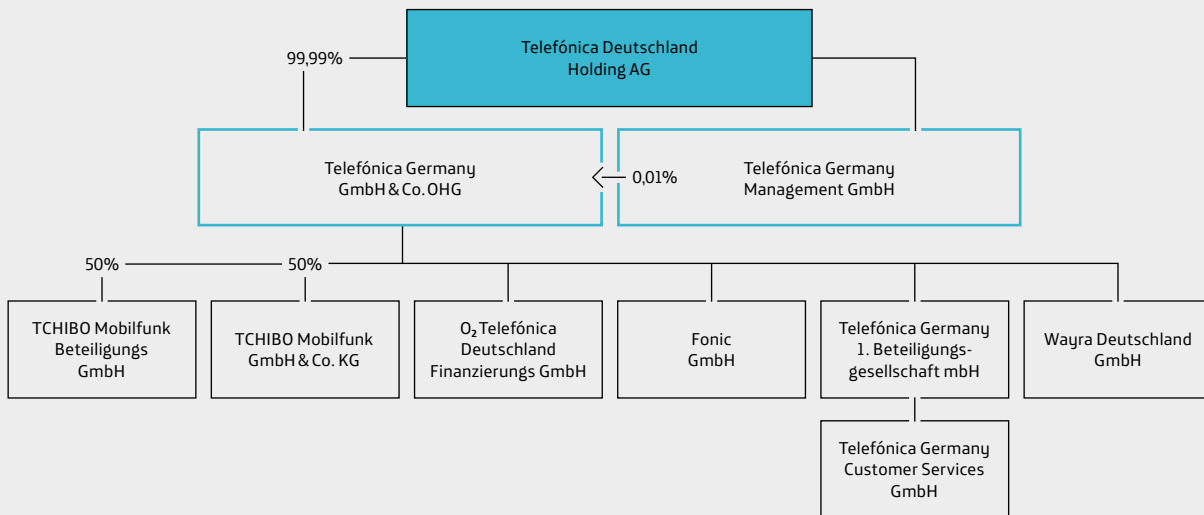 Telefónica Deutschland
Holding AG
99,99%
Telefónica Germany
GmbH & Co. OHG
0,01%
Telefónica Germany
Management GmbH
50%
50%
TCHIBO Mobilfunk
Beteiligungs
GmbH
TCHIBO Mobilfunk
GmbH & Co. KG
O₂ Telefónica
Deutschland
Finanzierungs GmbH
Fonic
GmbH
Telefónica Germany
1. Beteiligungs-
gesellschaft mbH
Wayra Deutschland
GmbH
Telefónica Germany
Customer Services
GmbH